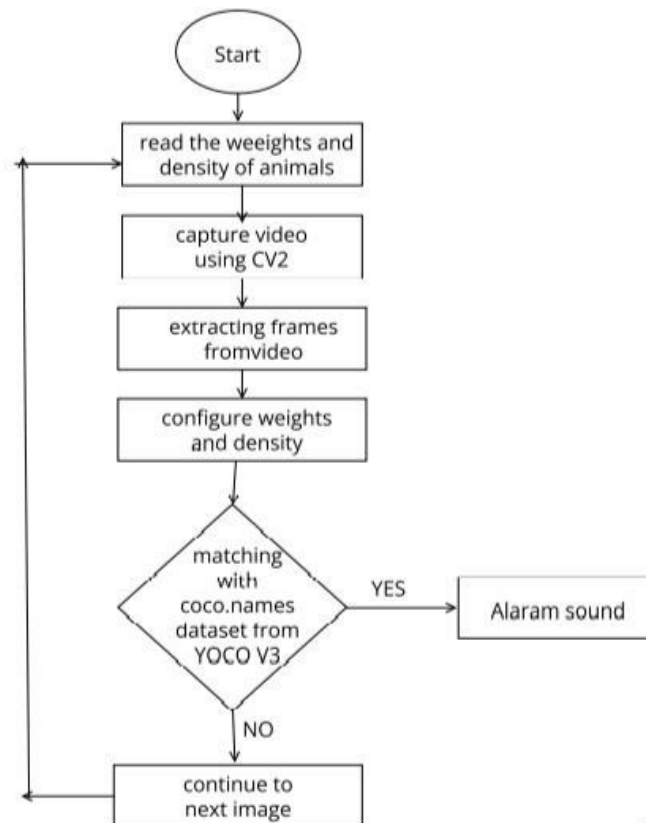 Start
read the weeights and
density of animals
capture video
using CV2
extracting frames
fromvideo
configure weights
and density
matching
with
coco.names
dataset from
YOCO V3
YES
Alaram sound
NO
continue to
next image